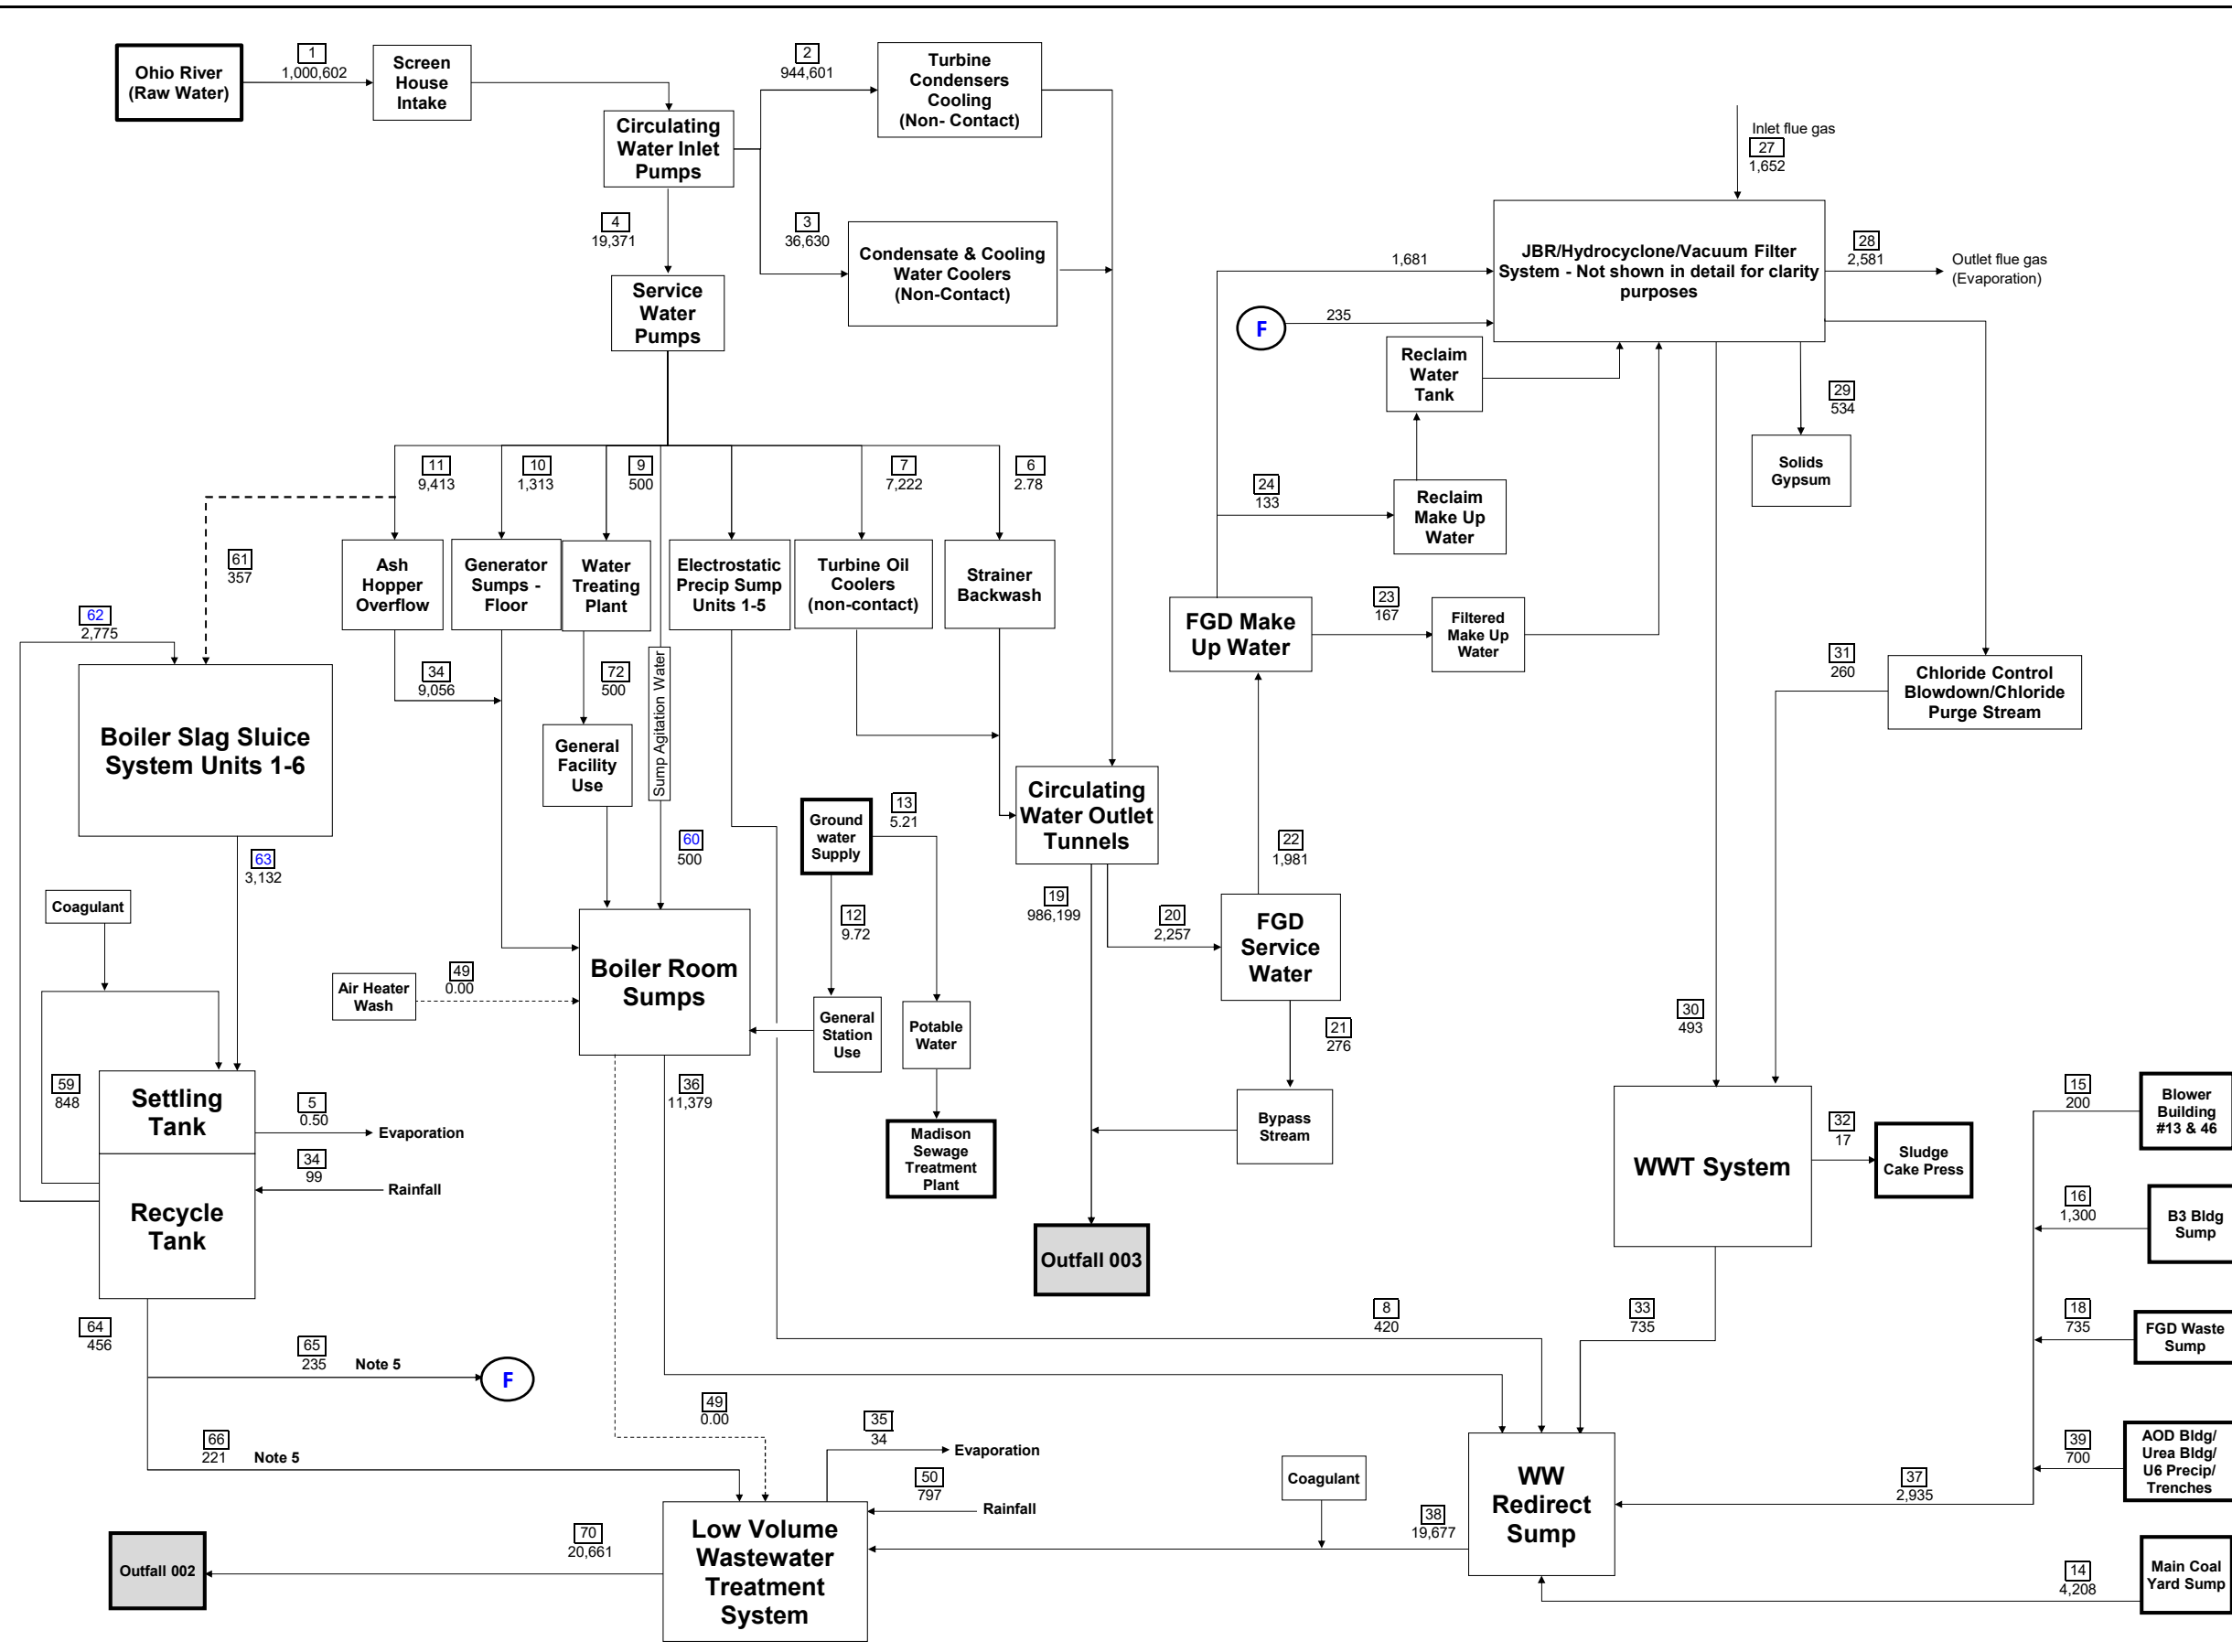 Ohio River
(Raw Water)
1
1,000,602
Screen
House
Intake
Circulating
Water Inlet
Pumps
2
944,601
Turbine
Condensers
Cooling
(Non- Contact)
3
36,630
Condensate & Cooling
Water Coolers
(Non-Contact)
4
19,371
Service
Water
Pumps
Inlet flue gas
27
1,652
JBR/Hydrocyclone/Vacuum Filter
System - Not shown in detail for clarity
purposes
28
2,581
Outlet flue gas
(Evaporation)
1,681
F
235
Reclaim
Water
Tank
29
534
Solids
Gypsum
24
133
Reclaim
Make Up
Water
23
167
Filtered
Make Up
Water
FGD Make
Up Water
31
260
Chloride Control
Blowdown/Chloride
Purge Stream
11
9,413
10
1,313
9
500
7
7,222
6
2.78
61
357
Ash
Hopper
Overflow
Generator
Sumps -
Floor
Water
Treating
Plant
Electrostatic
Precip Sump
Units 1-5
Turbine Oil
Coolers
(non-contact)
Strainer
Backwash
62
2,775
34
9,056
72
500
Sump Agitation Water
Boiler Slag Sluice
System Units 1-6
General
Facility
Use
63
3,132
60
500
Ground
water
Supply
13
5.21
Circulating
Water Outlet
Tunnels
22
1,981
Coagulant
12
9.72
19
986,199
20
2,257
FGD
Service
Water
Air Heater
Wash
49
0.00
Boiler Room
Sumps
General
Station
Use
Potable
Water
21
276
30
493
59
848
Settling
Tank
5
0.50
Evaporation
34
99
Rainfall
Recycle
Tank
36
11,379
Madison
Sewage
Treatment
Plant
Bypass
Stream
Outfall 003
WWT System
32
17
Sludge
Cake Press
15
200
Blower
Building
#13 & 46
16
1,300
B3 Bldg
Sump
18
735
FGD Waste
Sump
39
700
AOD Bldg/
Urea Bldg/
U6 Precip/
Trenches
64
456
65
235
Note 5
F
8
420
33
735
66
221
Note 5
49
0.00
35
34
Evaporation
50
797
Rainfall
Coagulant
WW
Redirect
Sump
37
2,935
38
19,677
Low Volume
Wastewater
Treatment
System
70
20,661
Outfall 002
14
4,208
Main Coal
Yard Sump